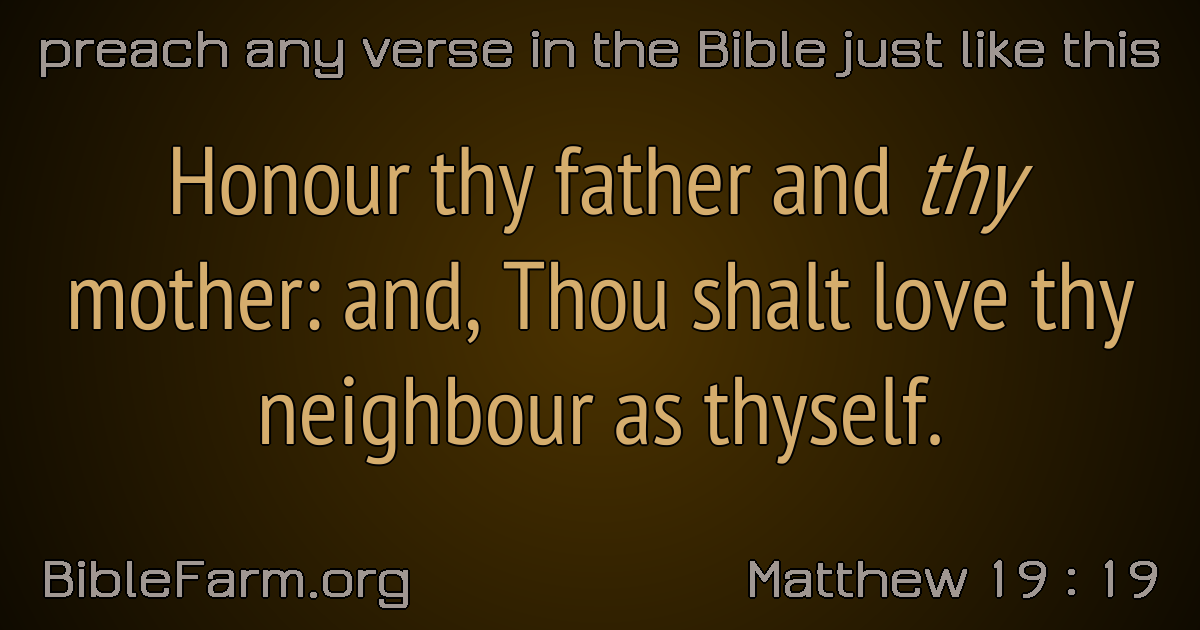 preach any verse in the Bible just like this
Honour thy father and thy
mother: and, Thou shalt love thy
neighbour as thyself.
BibleFarm.org
Matthew 19 : 19